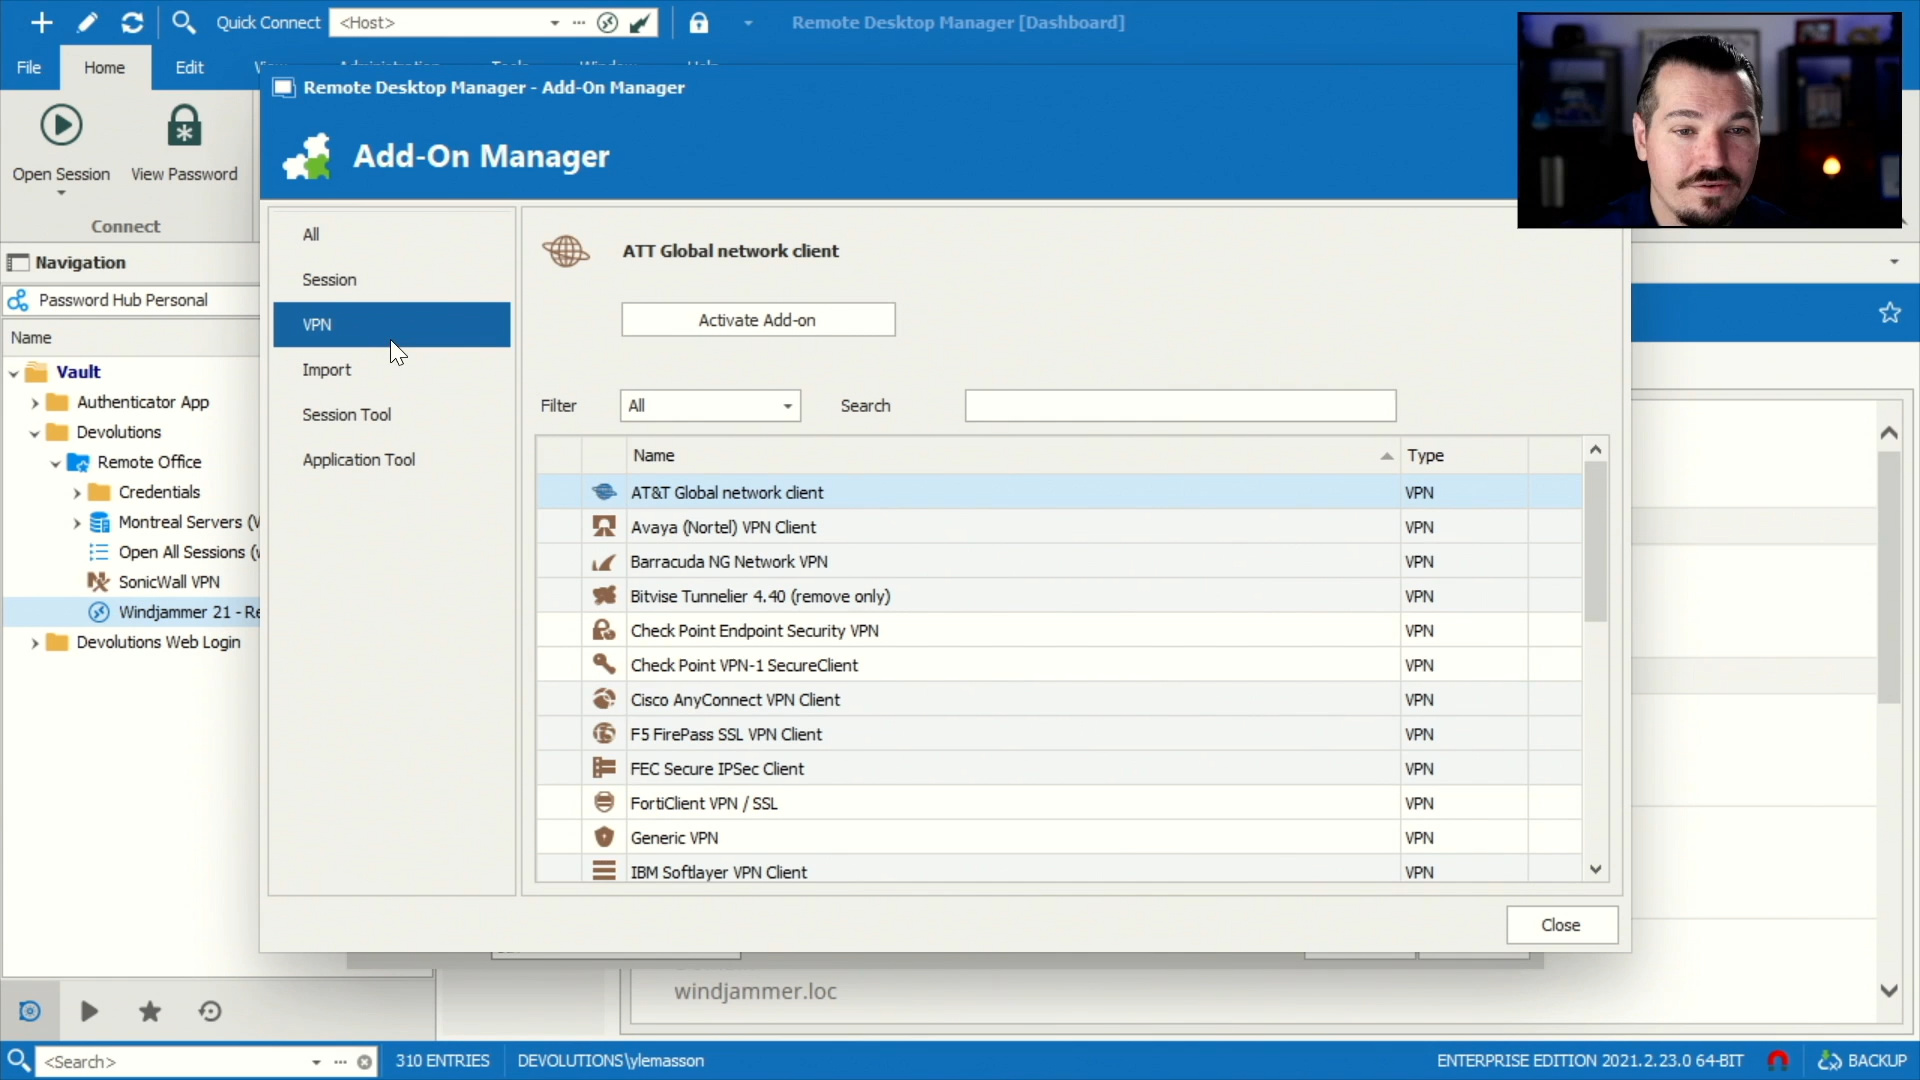 Quick Connect <Host> Remote Desktop Manager [Dashboard]
File Home Edit Window Help
Remote Desktop Manager - Add-On Manager
Open Session View Password
Connect
Add-On Manager
Navigation
Password Hub Personal
Name
Vault
Authenticator App
Devolutions
Remote Office
Credentials
Montreal Servers (
Open All Sessions (
SonicWall VPN
Windjammer 21 - Re
Devolutions Web Login
All
Session
VPN
Import
Session Tool
Application Tool
ATT Global network client
Activate Add-on
Filter All Search
Name Type
AT&T Global network client VPN
Avaya (Nortel) VPN Client VPN
Barracuda NG Network VPN VPN
Bitvise Tunnelier 4.40 (remove only) VPN
Check Point Endpoint Security VPN VPN
Check Point VPN-1 SecureClient VPN
Cisco AnyConnect VPN Client VPN
F5 FirePass SSL VPN Client VPN
FEC Secure IPSec Client VPN
FortiClient VPN / SSL VPN
Generic VPN VPN
IBM Softlayer VPN Client VPN
Close
windjammer.loc
<Search> 310 ENTRIES DEVOLUTIONS\ylemasson ENTERPRISE EDITION 2021.2.23.0 64-BIT BACKUP